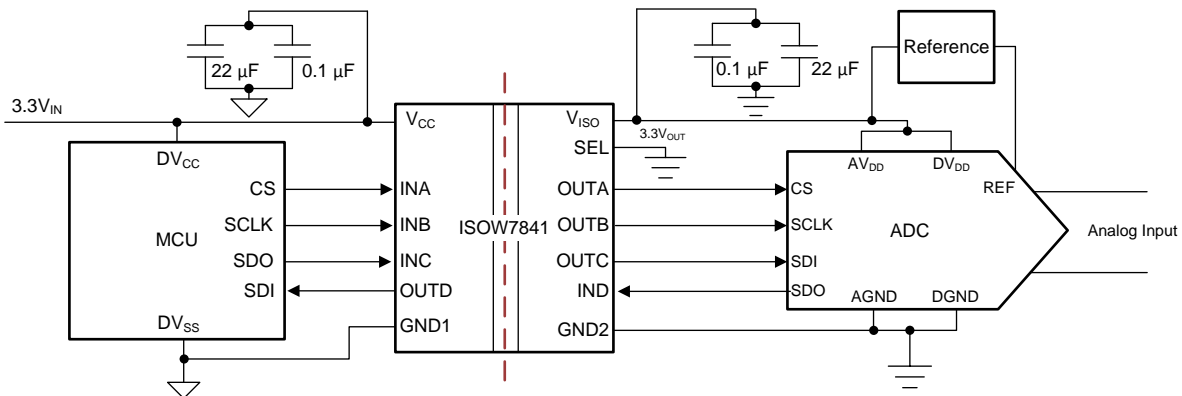 22 µF
0.1 µF
0.1 µF
22 µF
Reference
3.3VIN
VCC
VISO
3.3VOUT
SEL
DVCC
AVDD
DVDD
REF
CS
INA
OUTA
CS
MCU
SCLK
INB
ISOW7841
OUTB
SCLK
ADC
Analog Input
SDO
INC
OUTC
SDI
SDI
OUTD
IND
SDO
DVSS
GND1
GND2
AGND
DGND